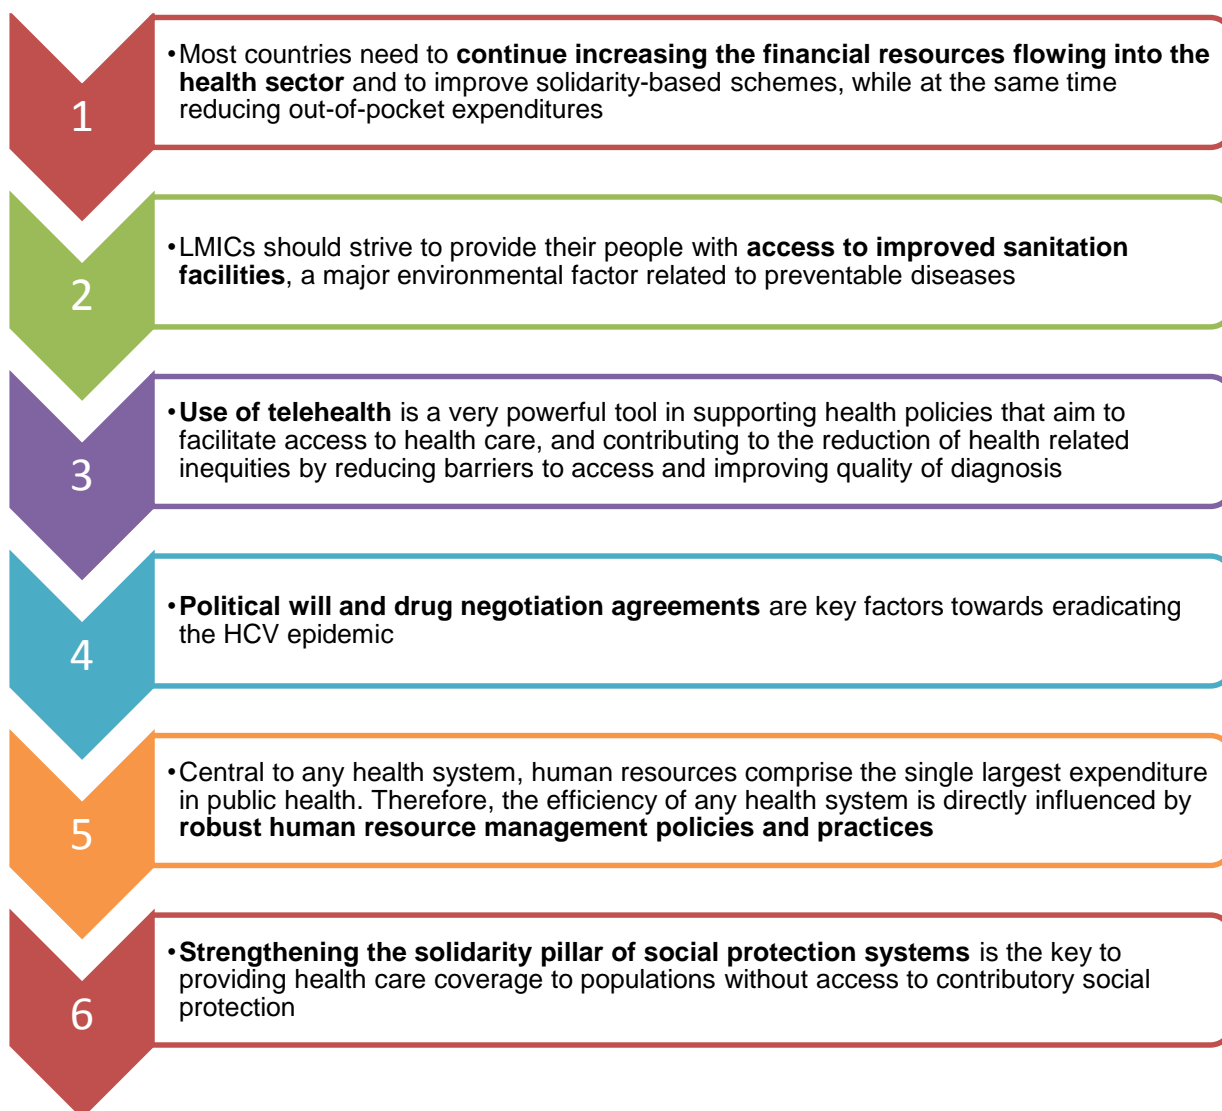 1
•Most countries need to continue increasing the financial resources flowing into the
health sector and to improve solidarity-based schemes, while at the same time
reducing out-of-pocket expenditures
2
•LMICs should strive to provide their people with access to improved sanitation
facilities, a major environmental factor related to preventable diseases
3
•Use of telehealth is a very powerful tool in supporting health policies that aim to
facilitate access to health care, and contributing to the reduction of health related
inequities by reducing barriers to access and improving quality of diagnosis
4
•Political will and drug negotiation agreements are key factors towards eradicating
the HCV epidemic
5
•Central to any health system, human resources comprise the single largest expenditure
in public health. Therefore, the efficiency of any health system is directly influenced by
robust human resource management policies and practices
6
•Strengthening the solidarity pillar of social protection systems is the key to
providing health care coverage to populations without access to contributory social
protection